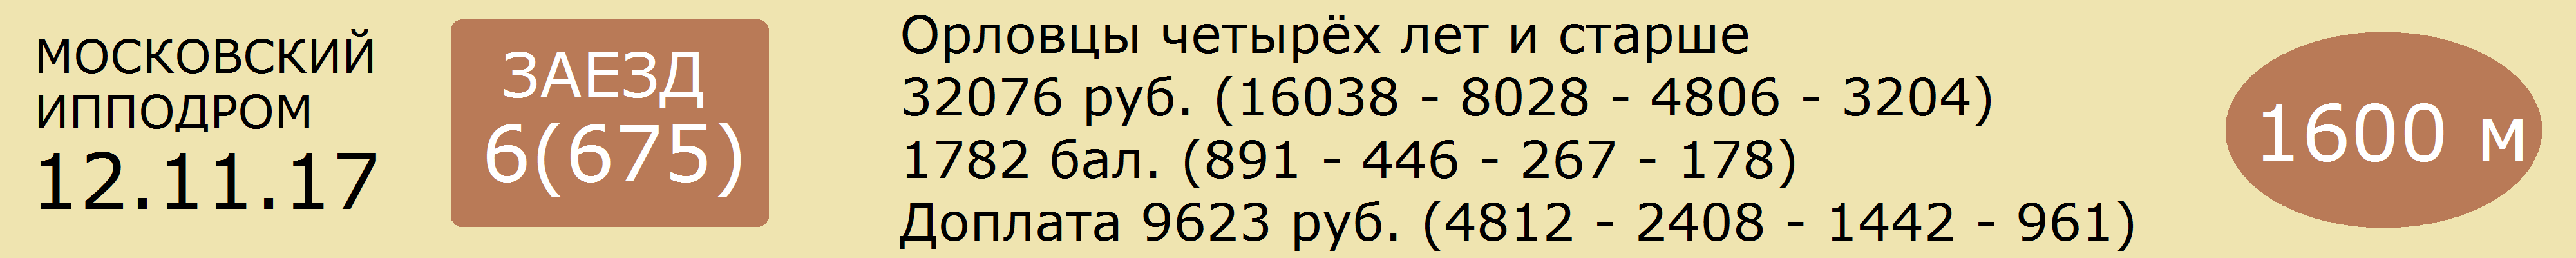 МОСКОВСКИЙ
ИППОДРОМ
12.11.17
ЗАЕЗД
6(675)
Орловцы четырёх лет и старше
32076 руб. (16038 - 8028 - 4806 - 3204)
1782 бал. (891 - 446 - 267 - 178)
Доплата 9623 руб. (4812 - 2408 - 1442 - 961)
1600 м